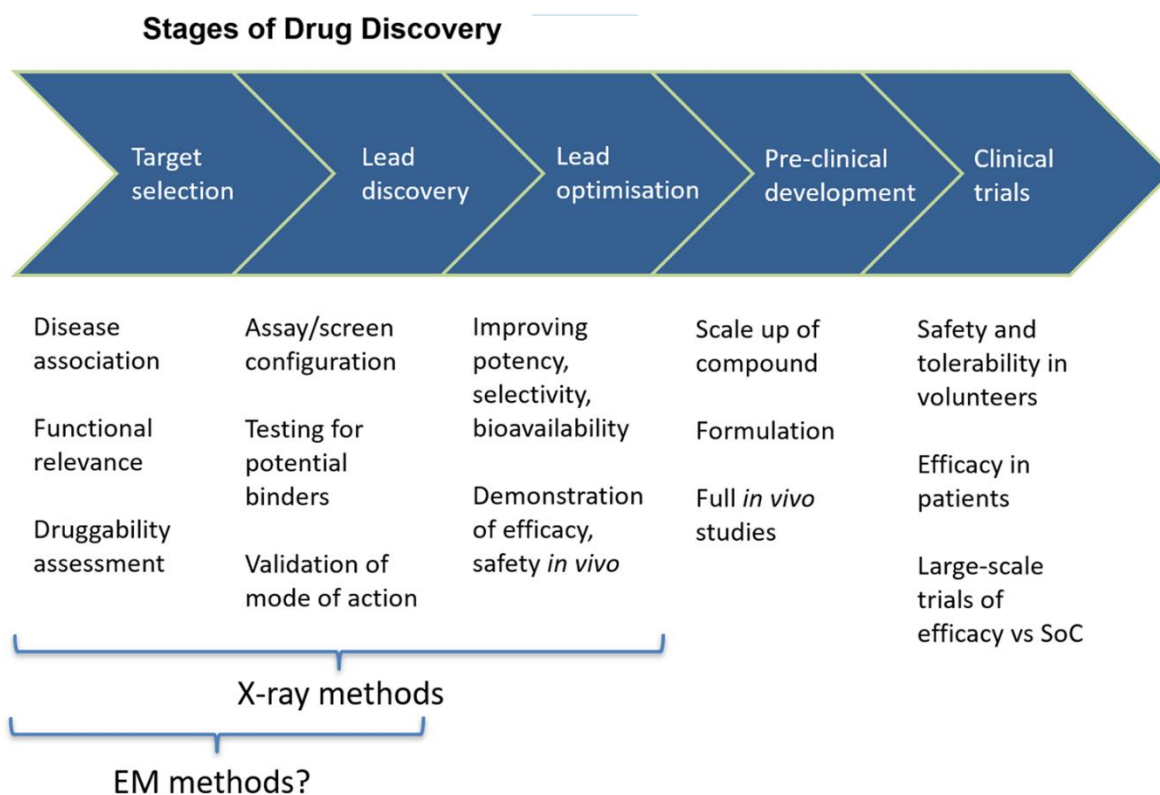 Stages of Drug Discovery
Target
selection
Lead
discovery
Lead
optimisation
Pre-clinical
development
Clinical
trials
Disease
association
Functional
relevance
Druggability
assessment
Assay/screen
configuration
Testing for
potential
binders
Validation of
mode of action
Improving
potency,
selectivity,
bioavailability
Demonstration
of efficacy,
safety in vivo
Scale up of
compound
Formulation
Full in vivo
studies
Safety and
tolerability in
volunteers
Efficacy in
patients
Large-scale
trials of
efficacy vs SoC
X-ray methods
EM methods?